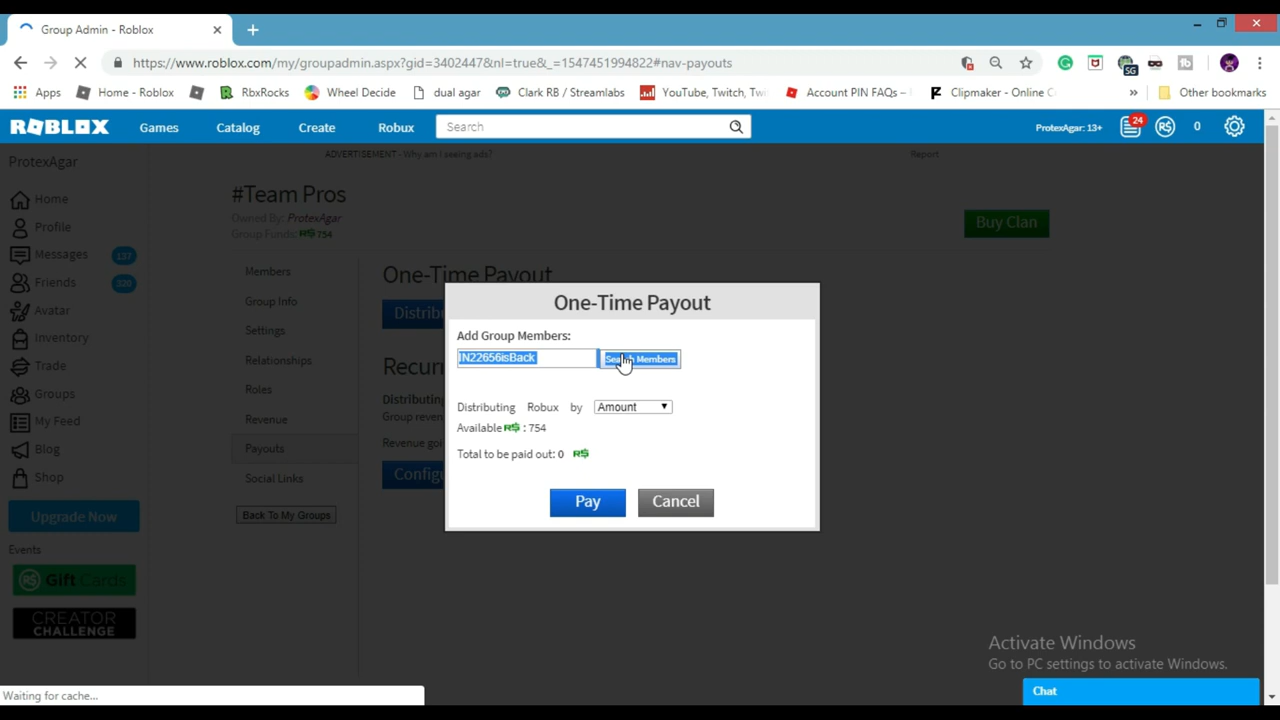 Group Admin - Roblox
https://www.roblox.com/my/groupadmin.aspx?gid=3402447&nl=true&_=1547451994822#nav-payouts
SG
Apps Home - Roblox RbxRocks Wheel Decide dual agar Clark RB / Streamlabs YouTube, Twitch, Twi Account PIN FAQs – Clipmaker - Online C » Other bookmarks
ROBLOX Games Catalog Create Robux Search ProtexAgar: 13+ 24 R$ 0
ProtexAgar
ADVERTISEMENT - Why am I seeing ads? Report
Home
Profile
Messages 137
Friends 320
Avatar
Inventory
Trade
Groups
My Feed
Blog
Shop
Upgrade Now
Events
R$ Gift Cards
CREATOR
CHALLENGE
#Team Pros
Owned By: ProtexAgar
Group Funds: R$ 754
Buy Clan
Members
Group Info
Settings
Relationships
Roles
Revenue
Payouts
Social Links
Back To My Groups
One-Time Payout
Distribu
Recur
Distributing
Group reven
Revenue goi
Config
One-Time Payout
Add Group Members:
IN22656isBack Search Members
Distributing Robux by Amount
Available R$ : 754
Total to be paid out: 0 R$
Pay Cancel
Activate Windows
Go to PC settings to activate Windows.
Chat
Waiting for cache...